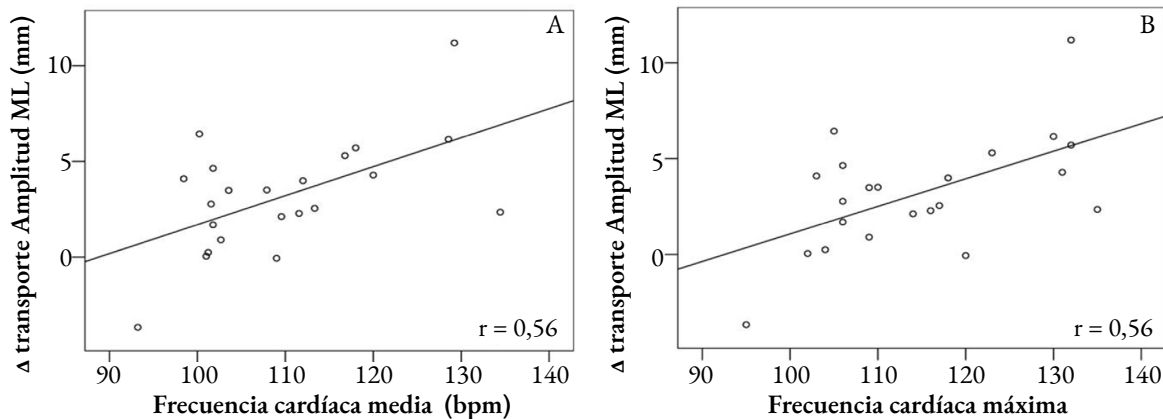 A
Δ transporte Amplitud ML (mm)
10
5
0
r = 0,56
90 100 110 120 130 140
Frecuencia cardíaca media (bpm)
B
Δ transporte Amplitud ML (mm)
10
5
0
r = 0,56
90 100 110 120 130 140
Frecuencia cardíaca máxima